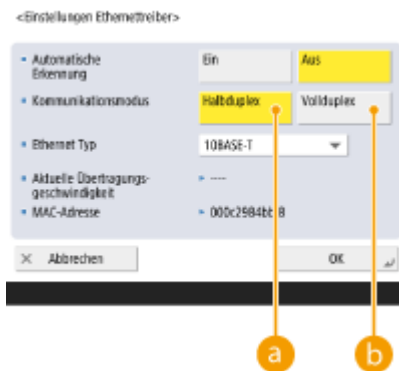 <Einstellungen Ethernettreiber>
Automatische
Erkennung
Ein
Aus
Kommunikationsmodus
Halbduplex
Vollduplex
Ethernet Typ
10BASE-T
Aktuelle Übertragungs-
geschwindigkeit
----
MAC-Adresse
× Abbrechen
OK
a
b